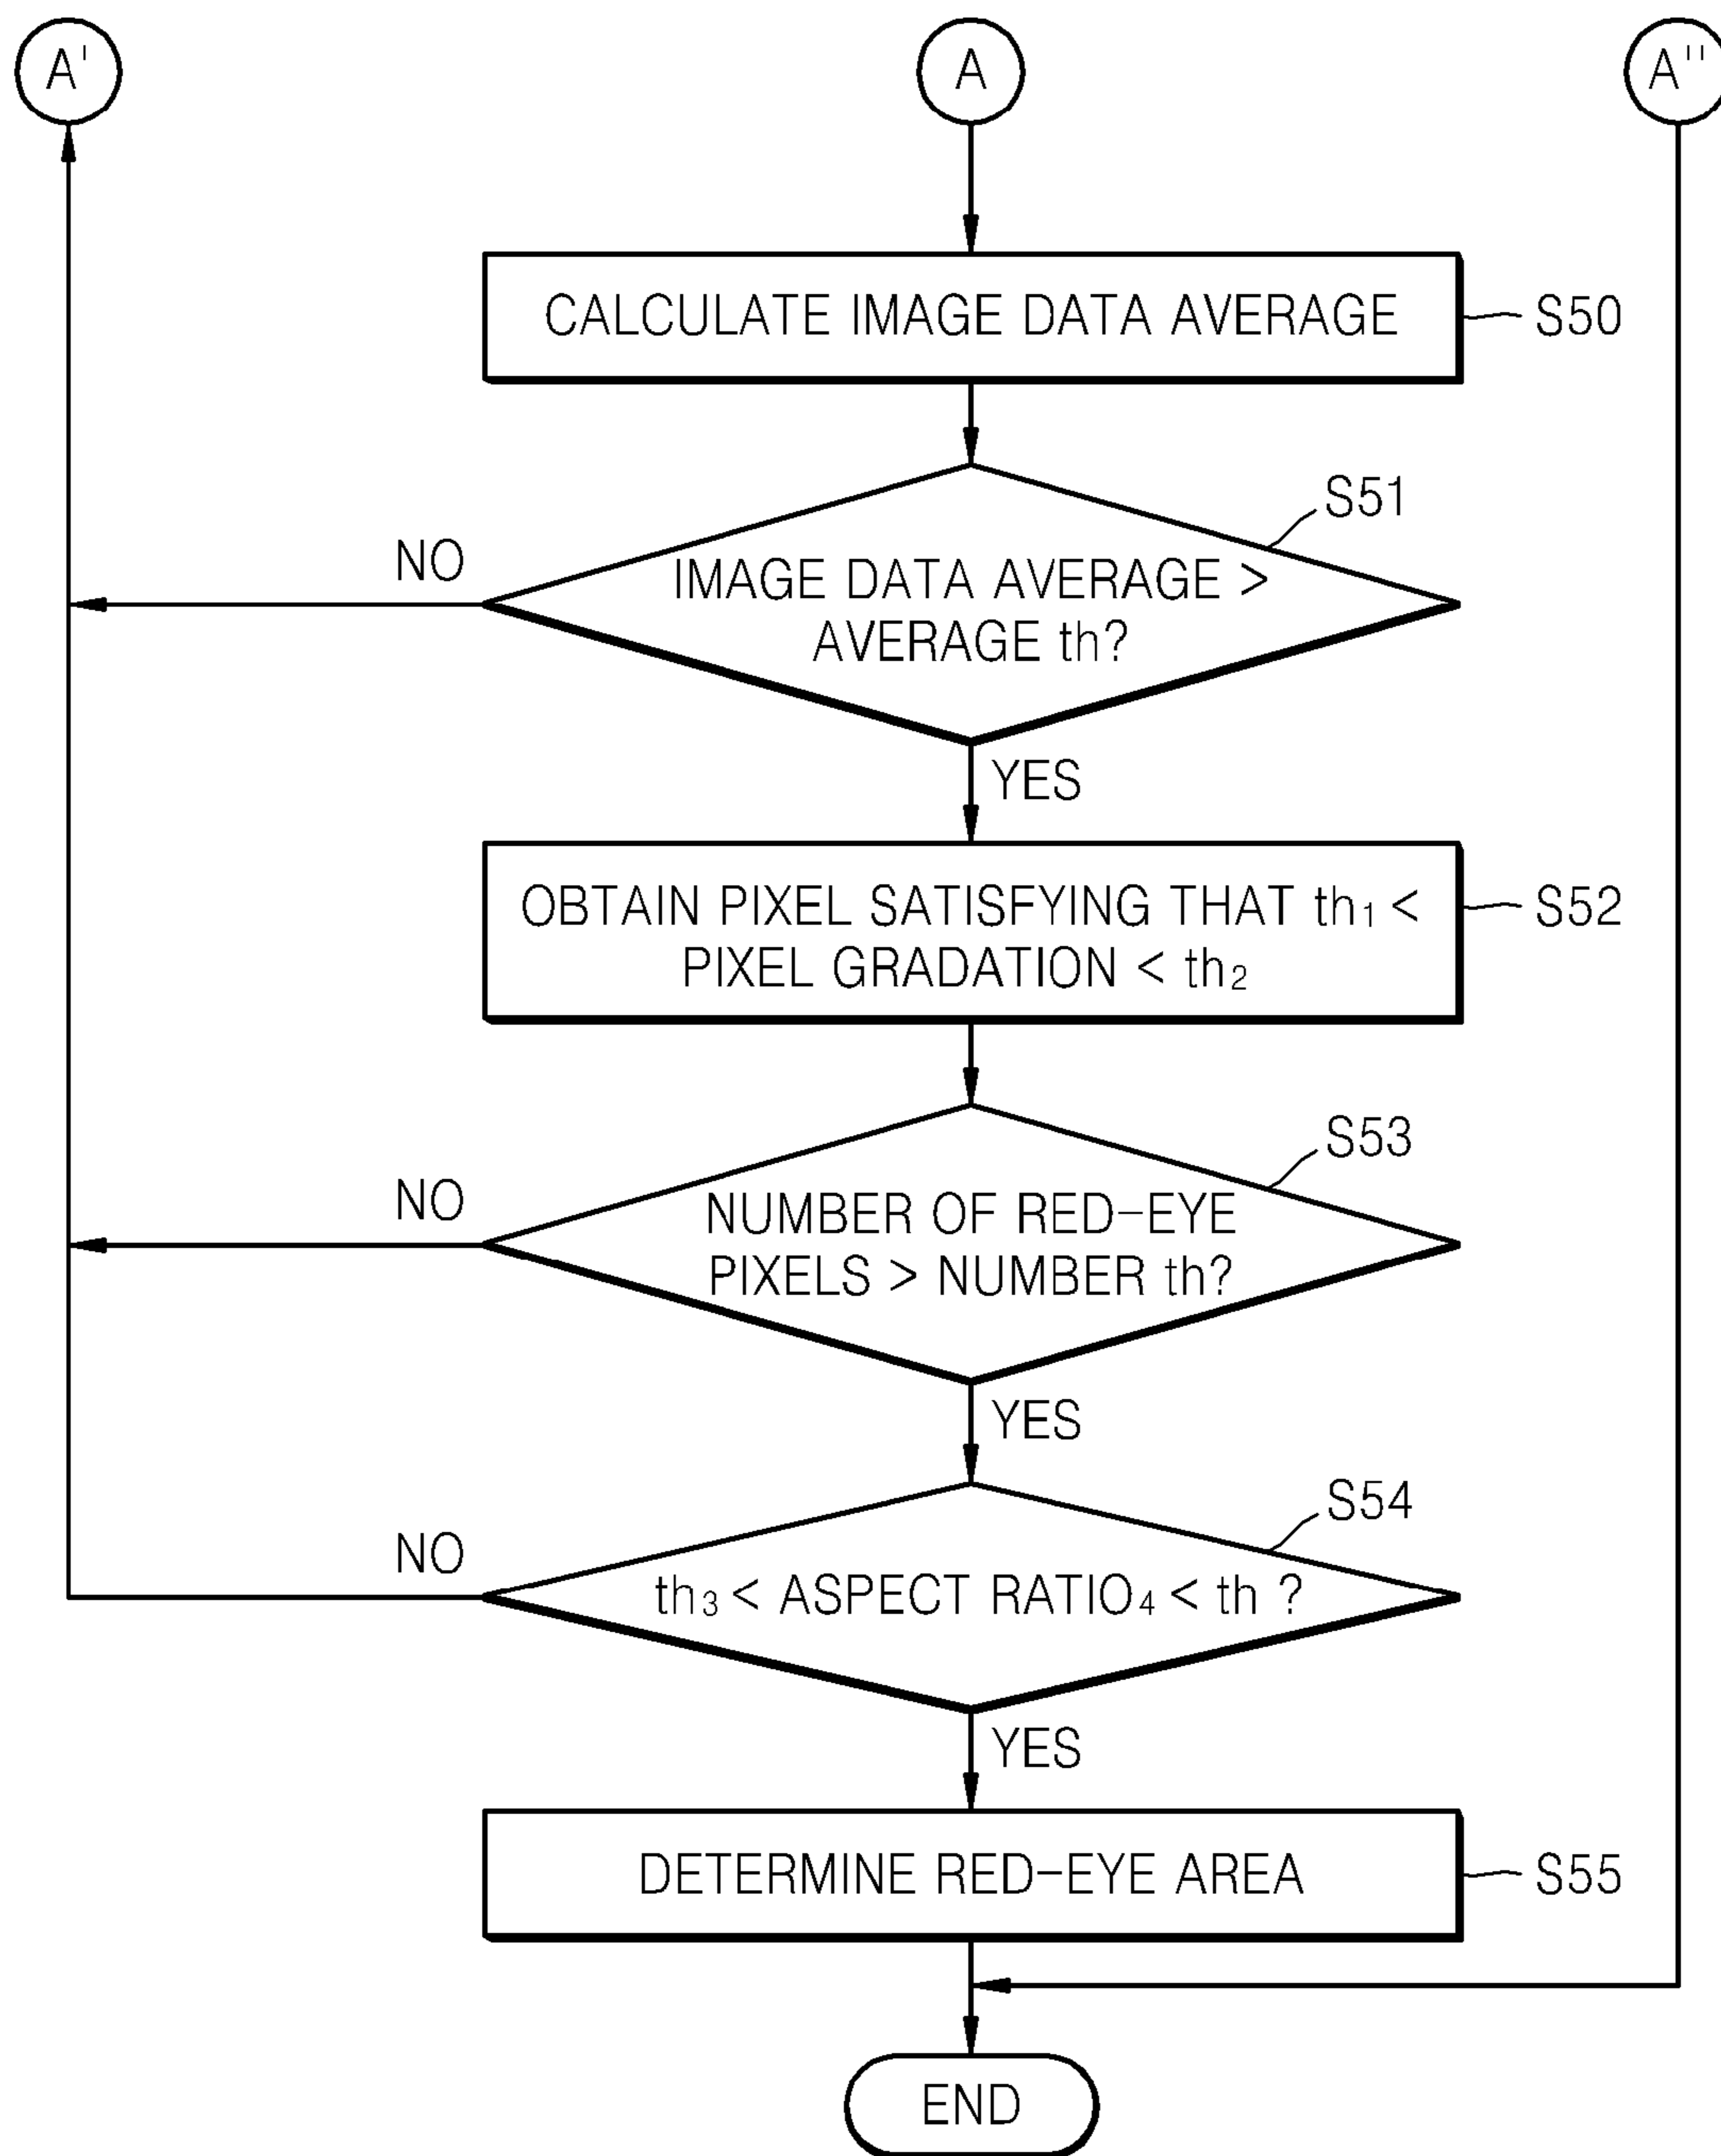 A'
A
A''
CALCULATE IMAGE DATA AVERAGE
S50
S51
NO
IMAGE DATA AVERAGE >
AVERAGE th?
YES
OBTAIN PIXEL SATISFYING THAT th₁ <
PIXEL GRADATION < th₂
S52
S53
NO
NUMBER OF RED-EYE
PIXELS > NUMBER th?
YES
S54
NO
th₃ < ASPECT RATIO₄ < th ?
YES
DETERMINE RED-EYE AREA
S55
END